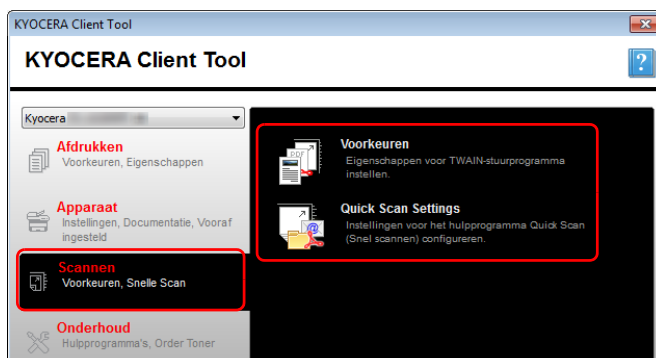 KYOCERA Client Tool
KYOCERA Client Tool
?
Kyocera
Afdrukken
Voorkeuren, Eigenschappen
Apparaat
Instellingen, Documentatie, Vooraf
ingesteld
Scannen
Voorkeuren, Snelle Scan
Onderhoud
Hulpprogramma's, Order Toner
PDF
Voorkeuren
Eigenschappen voor TWAIN-stuurprogramma
instellen.
@
Quick Scan Settings
Instellingen voor het hulpprogramma Quick Scan
(Snel scannen) configureren.